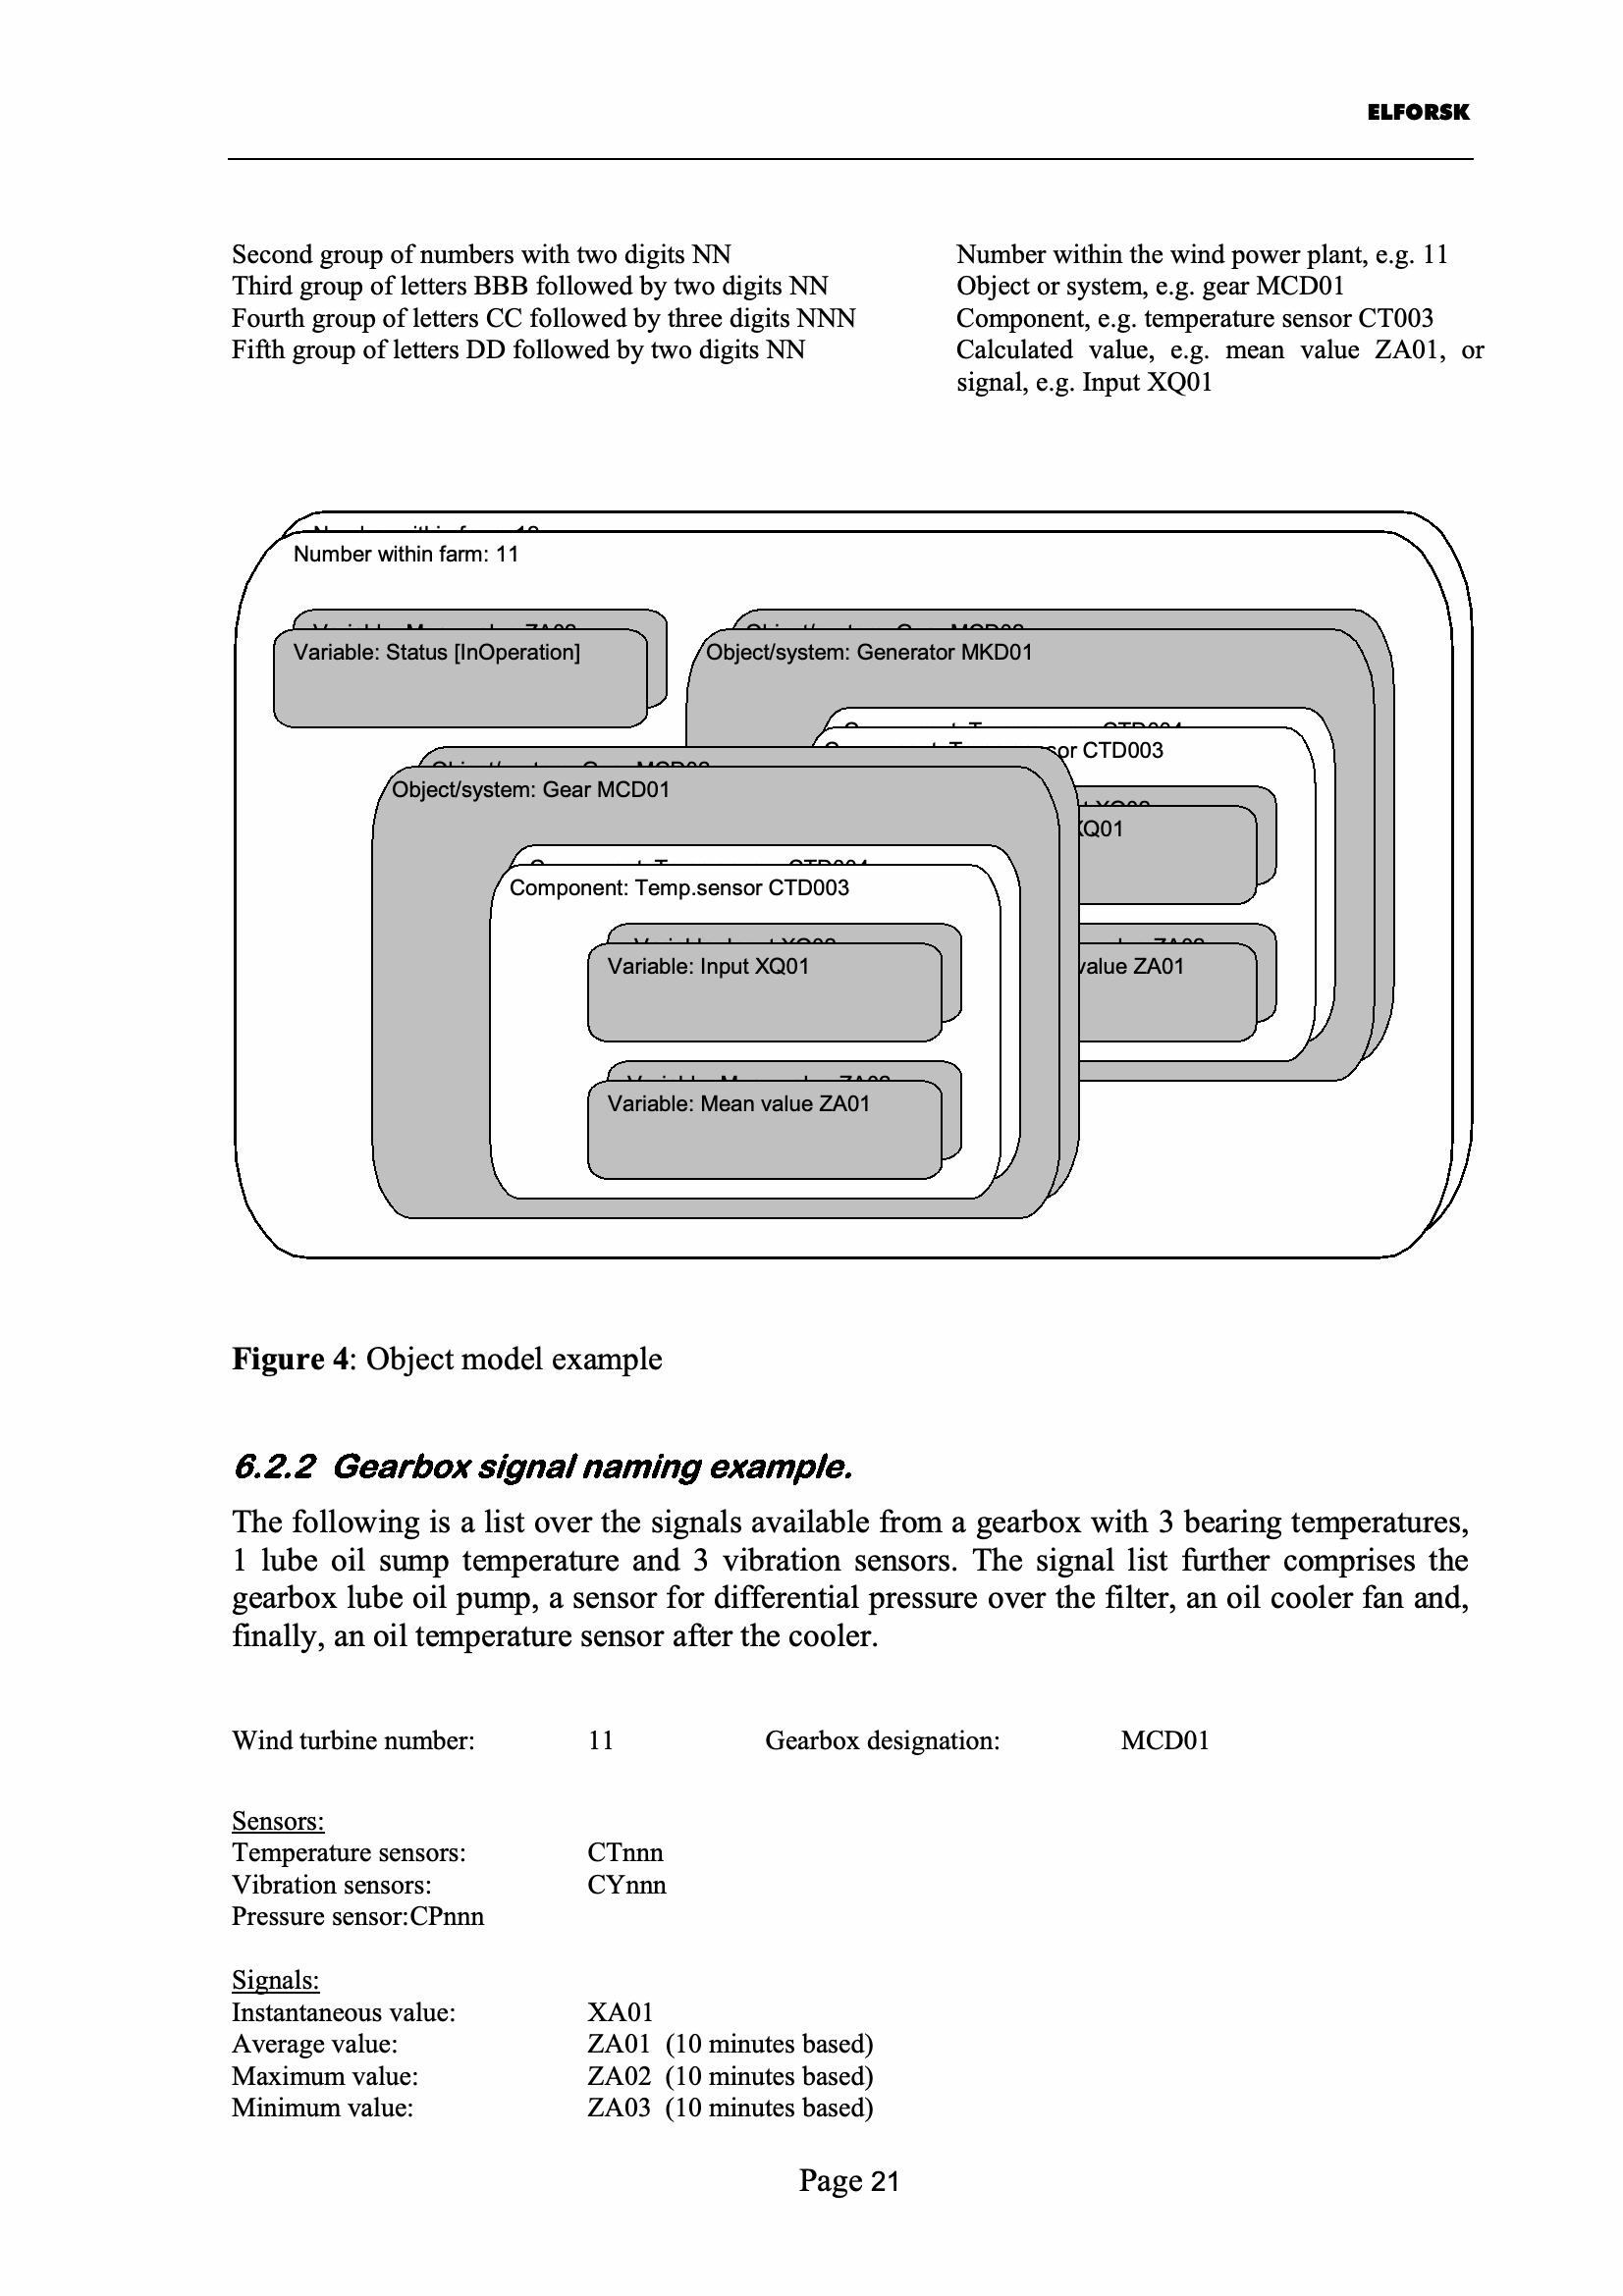 ELFORSK
Second group of numbers with two digits NN Number within the wind power plant, e.g. 11
Third group of letters BBB followed by two digits NN Object or system, e.g. gear MCD01
Fourth group of letters CC followed by three digits NNN Component, e.g. temperature sensor CT003
Fifth group of letters DD followed by two digits NN Calculated value, e.g. mean value ZA01, or
signal, e.g. Input XQ01
Number within farm: 11
Variable: Status [InOperation]
Object/system: Generator MKD01
sor CTD003
Object/system: Gear MCD01
XQ01
Component: Temp.sensor CTD003
Variable: Input XQ01
value ZA01
Variable: Mean value ZA01
Figure 4: Object model example
6.2.2 Gearbox signal naming example.
The following is a list over the signals available from a gearbox with 3 bearing temperatures,
1 lube oil sump temperature and 3 vibration sensors. The signal list further comprises the
gearbox lube oil pump, a sensor for differential pressure over the filter, an oil cooler fan and,
finally, an oil temperature sensor after the cooler.
Wind turbine number: 11 Gearbox designation: MCD01
Sensors:
Temperature sensors: CTnnn
Vibration sensors: CYnnn
Pressure sensor:CPnnn
Signals:
Instantaneous value: XA01
Average value: ZA01 (10 minutes based)
Maximum value: ZA02 (10 minutes based)
Minimum value: ZA03 (10 minutes based)
Page 21